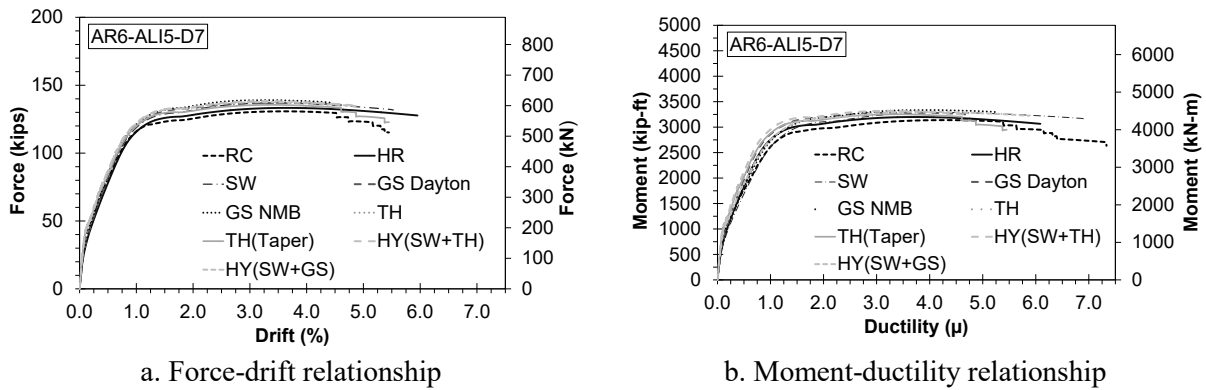 AR6-ALI5-D7
Force (kips)
200
150
100
50
0
800
700
600
500
400
300
200
100
0
Force (kN)
RC HR
SW GS Dayton
GS NMB TH
TH(Taper) HY(SW+TH)
HY(SW+GS)
0.0 1.0 2.0 3.0 4.0 5.0 6.0 7.0
Drift (%)
a. Force-drift relationship
AR6-ALI5-D7
Moment (kip-ft)
5000
4500
4000
3500
3000
2500
2000
1500
1000
500
0
6000
5000
4000
3000
2000
1000
0
Moment (kN-m)
RC HR
SW GS Dayton
GS NMB TH
TH(Taper) HY(SW+TH)
HY(SW+GS)
0.0 1.0 2.0 3.0 4.0 5.0 6.0 7.0
Ductility (µ)
b. Moment-ductility relationship